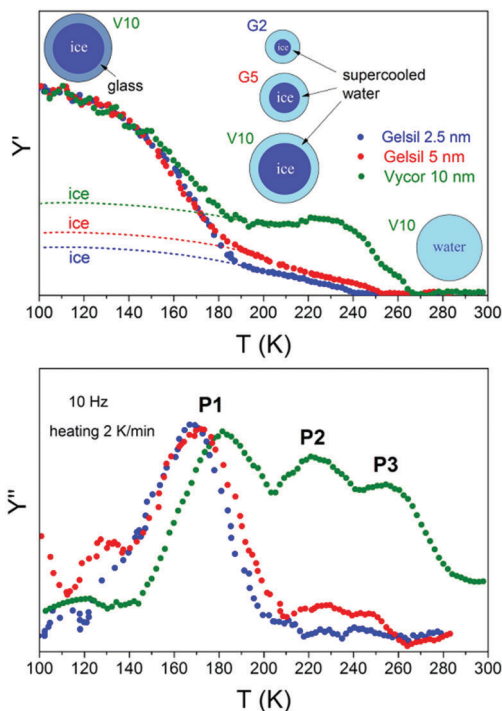 V10
ice
glass
G2
ice
G5
ice
supercooled
water
V10
ice
Gelsil 2.5 nm
Gelsil 5 nm
Vycor 10 nm
ice
ice
ice
V10
water
Y'
100 120 140 160 180 200 220 240 260 280 300
T (K)
10 Hz
heating 2 K/min
P1
P2
P3
Y"
100 120 140 160 180 200 220 240 260 280 300
T (K)